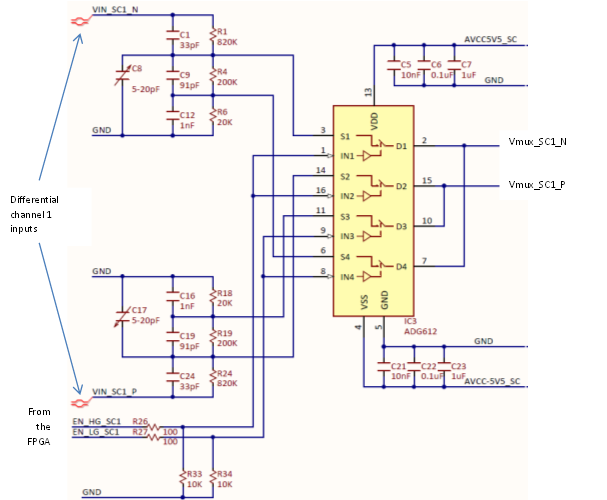 VIN_SC1_N
C1
33pF
R1
820K
C8
5-20pF
C9
91pF
R4
200K
C12
1nF
R6
20K
GND
AVCC5V5_SC
C5
10nF
C6
0.1uF
C7
1uF
GND
13
VDD
3
S1
D1
2
Vmux_SC1_N
1
IN1
14
S2
D2
15
Vmux_SC1_P
16
IN2
11
S3
D3
10
9
IN3
6
S4
D4
7
8
IN4
VSS
GND
4
5
IC3
ADG612
Differential
channel 1
inputs
GND
C16
1nF
R18
20K
C17
5-20pF
C19
91pF
R19
200K
C24
33pF
R24
820K
VIN_SC1_P
GND
C21
10nF
C22
0.1uF
C23
1uF
AVCC-5V5_SC
From
the
FPGA
EN_HG_SC1
R26
100
EN_LG_SC1
R27
100
R33
10K
R34
10K
GND